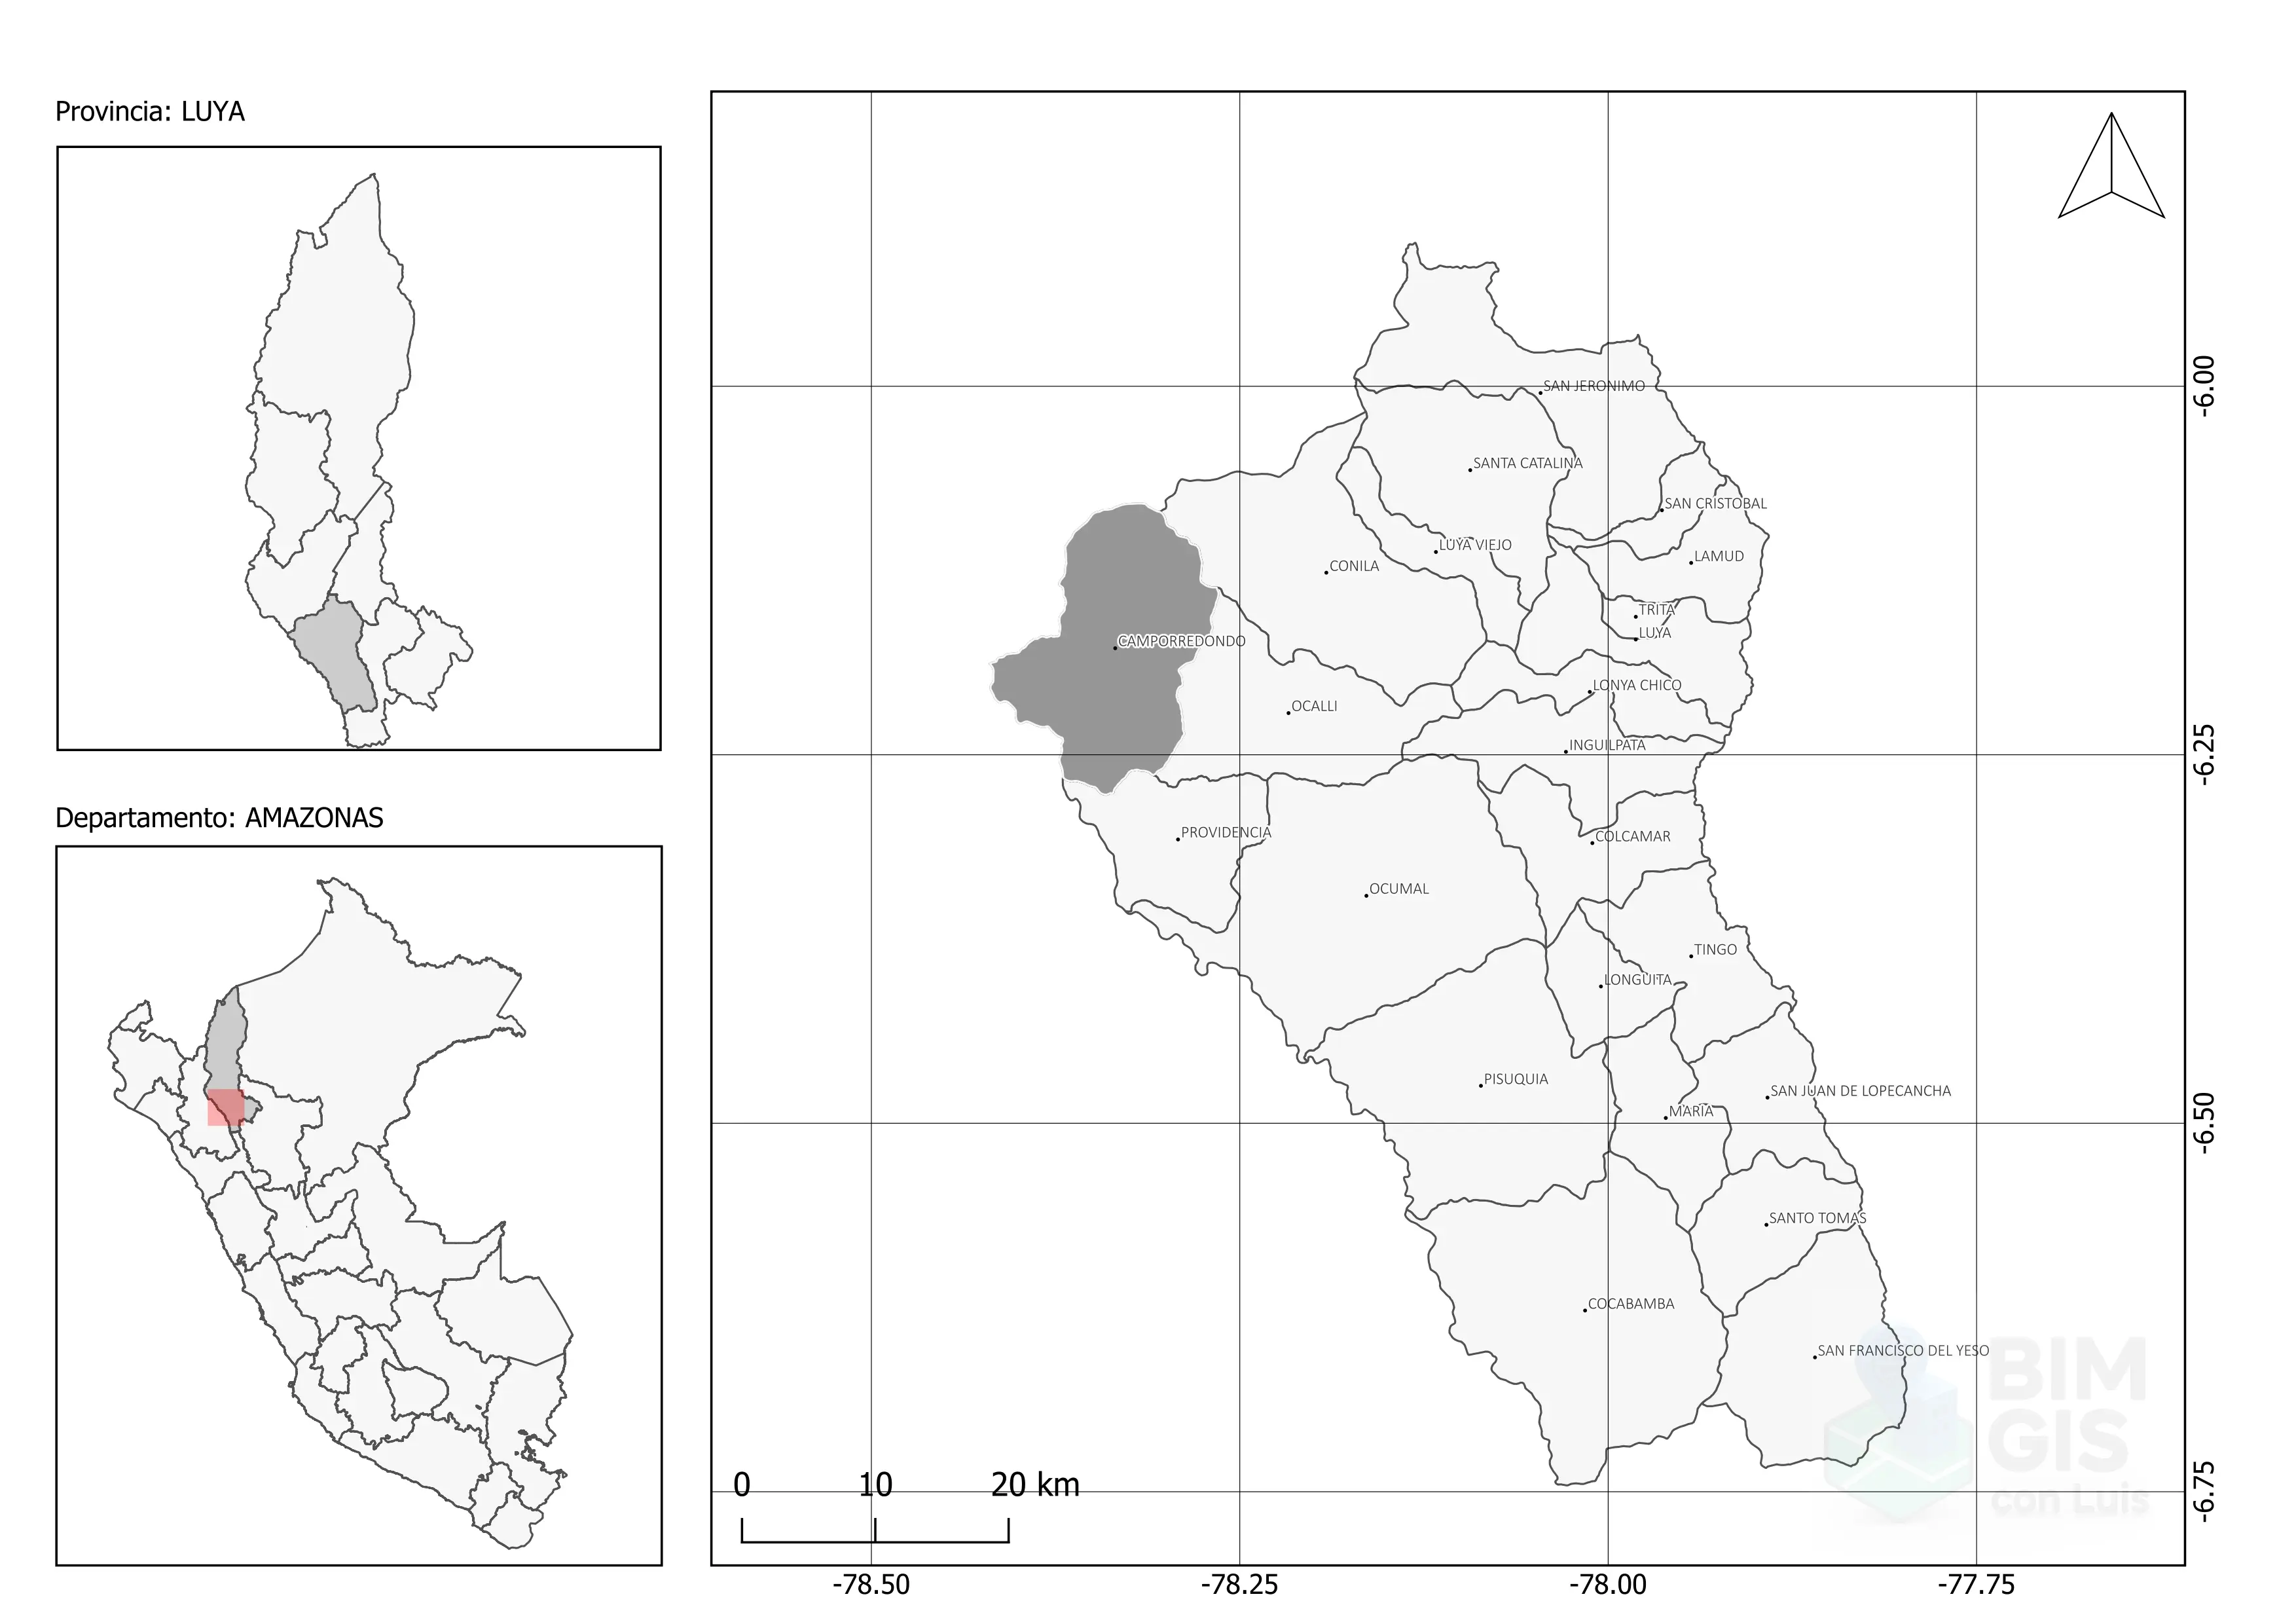 Provincia: LUYA
Departamento: AMAZONAS
SAN JERONIMO
SANTA CATALINA
SAN CRISTOBAL
LUYA VIEJO
LAMUD
CONILA
TRITA
LUYA
CAMPORREDONDO
LONYA CHICO
OCALLI
INGUILPATA
PROVIDENCIA
COLCAMAR
OCUMAL
TINGO
LONGUITA
PISUQUIA
SAN JUAN DE LOPECANCHA
MARIA
SANTO TOMAS
COCABAMBA
SAN FRANCISCO DEL YESO
BIM
GIS
con Luis
0 10 20 km
-6.00
-6.25
-6.50
-6.75
-78.50 -78.25 -78.00 -77.75